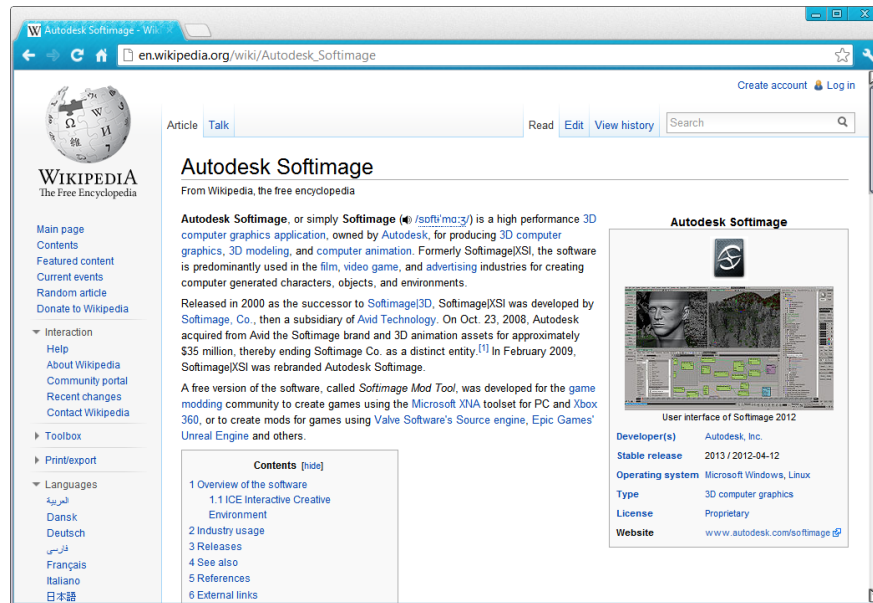 Autodesk Softimage - Wik
en.wikipedia.org/wiki/Autodesk_Softimage
Create account Log in
Article Talk
Read Edit View history Search
WIKIPEDIA
The Free Encyclopedia
Main page
Contents
Featured content
Current events
Random article
Donate to Wikipedia
Interaction
Help
About Wikipedia
Community portal
Recent changes
Contact Wikipedia
Toolbox
Print/export
Languages
العربية
Dansk
Deutsch
فارسی
Français
Italiano
日本語
Autodesk Softimage
From Wikipedia, the free encyclopedia
Autodesk Softimage, or simply Softimage (/sɒftɪˈmɑːʒ/) is a high performance 3D
computer graphics application, owned by Autodesk, for producing 3D computer
graphics, 3D modeling, and computer animation. Formerly Softimage|XSI, the software
is predominantly used in the film, video game, and advertising industries for creating
computer generated characters, objects, and environments.
Released in 2000 as the successor to Softimage|3D, Softimage|XSI was developed by
Softimage, Co., then a subsidiary of Avid Technology. On Oct. 23, 2008, Autodesk
acquired from Avid the Softimage brand and 3D animation assets for approximately
$35 million, thereby ending Softimage Co. as a distinct entity.[1] In February 2009,
Softimage|XSI was rebranded Autodesk Softimage.
A free version of the software, called Softimage Mod Tool, was developed for the game
modding community to create games using the Microsoft XNA toolset for PC and Xbox
360, or to create mods for games using Valve Software's Source engine, Epic Games'
Unreal Engine and others.
Contents [hide]
1 Overview of the software
1.1 ICE Interactive Creative
Environment
2 Industry usage
3 Releases
4 See also
5 References
6 External links
Autodesk Softimage
User interface of Softimage 2012
Developer(s) Autodesk, Inc.
Stable release 2013 / 2012-04-12
Operating system Microsoft Windows, Linux
Type 3D computer graphics
License Proprietary
Website www.autodesk.com/softimage